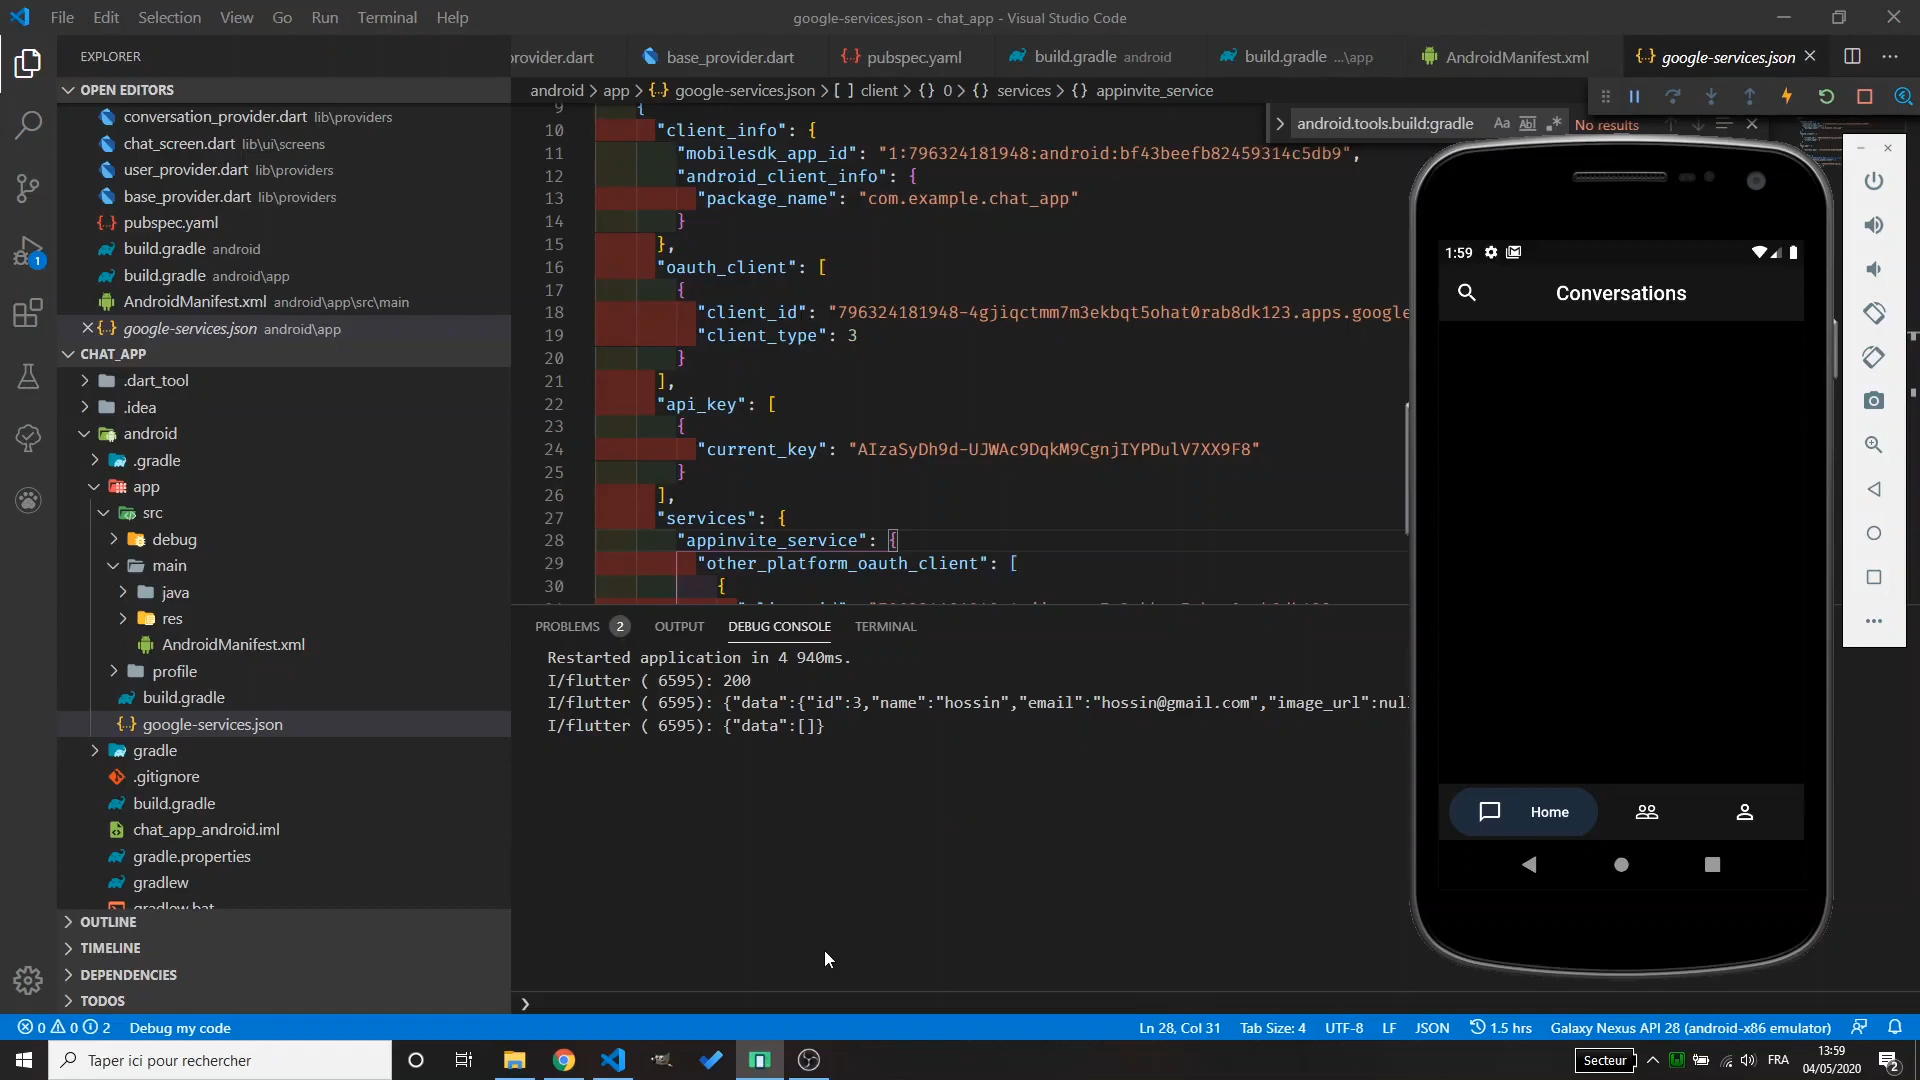 File Edit Selection View Go Run Terminal Help
google-services.json - chat_app - Visual Studio Code
EXPLORER
OPEN EDITORS
conversation_provider.dart lib\providers
chat_screen.dart lib\ui\screens
user_provider.dart lib\providers
base_provider.dart lib\providers
pubspec.yaml
build.gradle android
build.gradle android\app
AndroidManifest.xml android\app\src\main
google-services.json android\app
CHAT_APP
.dart_tool
.idea
android
.gradle
app
src
debug
main
java
res
AndroidManifest.xml
profile
build.gradle
google-services.json
gradle
.gitignore
build.gradle
chat_app_android.iml
gradle.properties
gradlew
gradlew.bat
OUTLINE
TIMELINE
DEPENDENCIES
TODOS
1
rovider.dart base_provider.dart pubspec.yaml build.gradle android build.gradle ...\app AndroidManifest.xml google-services.json
android > app > {..} google-services.json > [ ] client > {} 0 > {} services > {} appinvite_service
android.tools.build:gradle Aa Abl .* No results
9 {
10 "client_info": {
11 "mobilesdk_app_id": "1:796324181948:android:bf43beefb82459314c5db9",
12 "android_client_info": {
13 "package_name": "com.example.chat_app"
14 }
15 },
16 "oauth_client": [
17 {
18 "client_id": "796324181948-4gjiqctmm7m3ekbqt5ohat0rab8dk123.apps.google
19 "client_type": 3
20 }
21 ],
22 "api_key": [
23 {
24 "current_key": "AIzaSyDh9d-UJWAc9DqkM9CgnjIYPDulV7XX9F8"
25 }
26 ],
27 "services": {
28 "appinvite_service": {
29 "other_platform_oauth_client": [
30 {
PROBLEMS 2 OUTPUT DEBUG CONSOLE TERMINAL
Restarted application in 4 940ms.
I/flutter ( 6595): 200
I/flutter ( 6595): {"data":{"id":3,"name":"hossin","email":"hossin@gmail.com","image_url":nul
I/flutter ( 6595): {"data":[]}
1:59
Conversations
Home
0 0 2 Debug my code
Ln 28, Col 31 Tab Size: 4 UTF-8 LF JSON 1.5 hrs Galaxy Nexus API 28 (android-x86 emulator)
Taper ici pour rechercher
Secteur FRA 13:59
04/05/2020
2